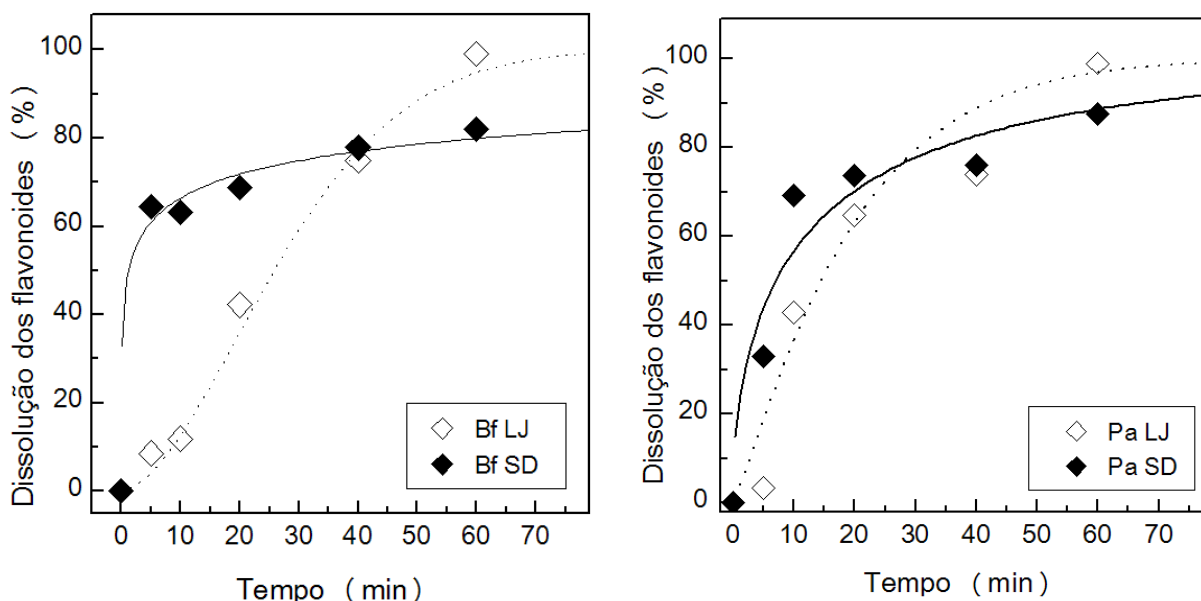 Dissolução dos flavonoides (%)
100
80
60
40
20
0
Bf LJ
Bf SD
0 10 20 30 40 50 60 70
Tempo (min)
Dissolução dos flavonoides (%)
100
80
60
40
20
0
Pa LJ
Pa SD
0 10 20 30 40 50 60 70
Tempo (min)